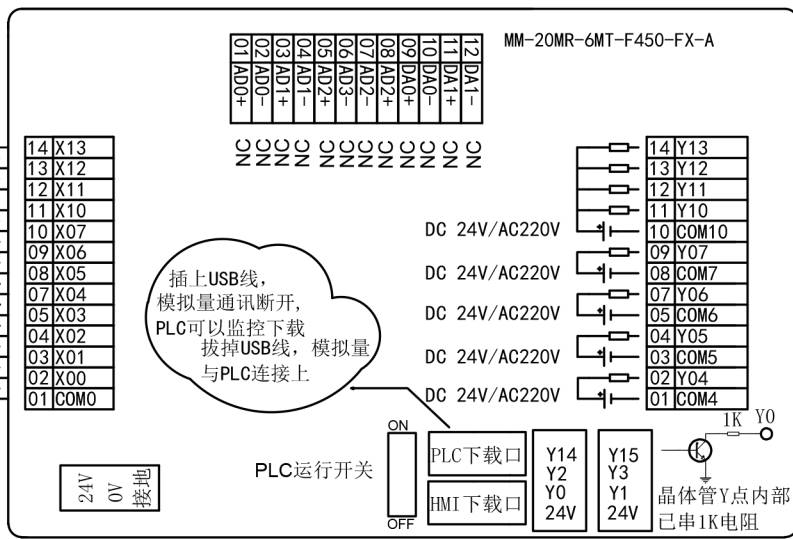 MM-20MR-6MT-F450-FX-A
01 AD0+
02 AD0-
03 AD1+
04 AD1-
05 AD2+
06 AD3-
07 AD2-
08 AD2+
09 DA0+
10 DA0-
11 DA1+
12 DA1-
NC NC NC NC NC NC NC NC NC NC NC NC
14 X13
13 X12
12 X11
11 X10
10 X07
09 X06
08 X05
07 X04
05 X03
04 X02
03 X01
02 X00
01 COM0
插上USB线，
模拟量通讯断开，
PLC可以监控下载
拔掉USB线，模拟量
与PLC连接上
DC 24V/AC220V
DC 24V/AC220V
DC 24V/AC220V
DC 24V/AC220V
DC 24V/AC220V
14 Y13
13 Y12
12 Y11
11 Y10
10 COM10
09 Y07
08 COM7
07 Y06
05 COM6
04 Y05
03 COM5
02 Y04
01 COM4
24V
0V
接地
PLC运行开关
ON
OFF
PLC下载口
HMI下载口
Y14
Y2
Y0
24V
Y15
Y3
Y1
24V
1K Y0
晶体管Y点内部
已串1K电阻